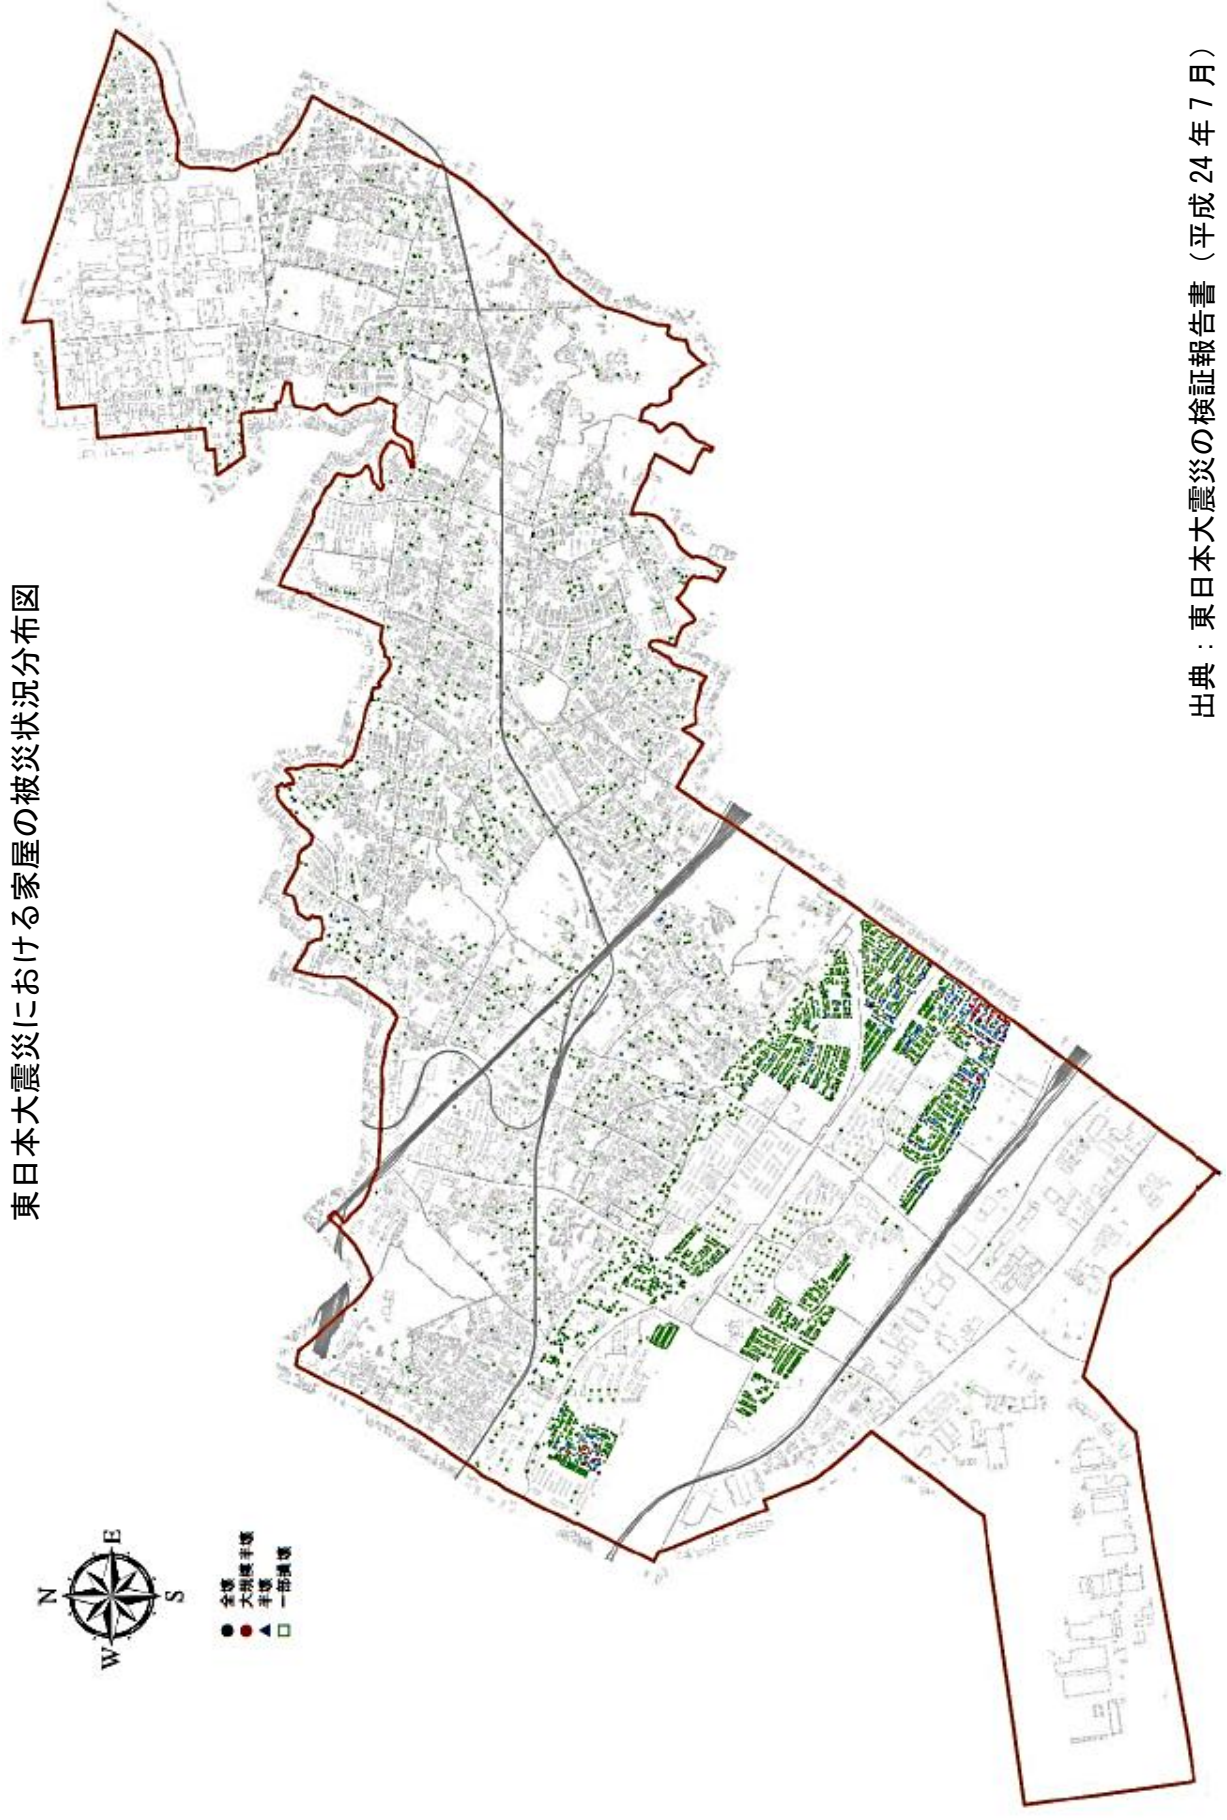 東日本大震災における家屋の被災状況分布図
N
W
E
S
全壊
大規模半壊
半壊
一部損壊
出典：東日本大震災の検証報告書（平成24年7月）